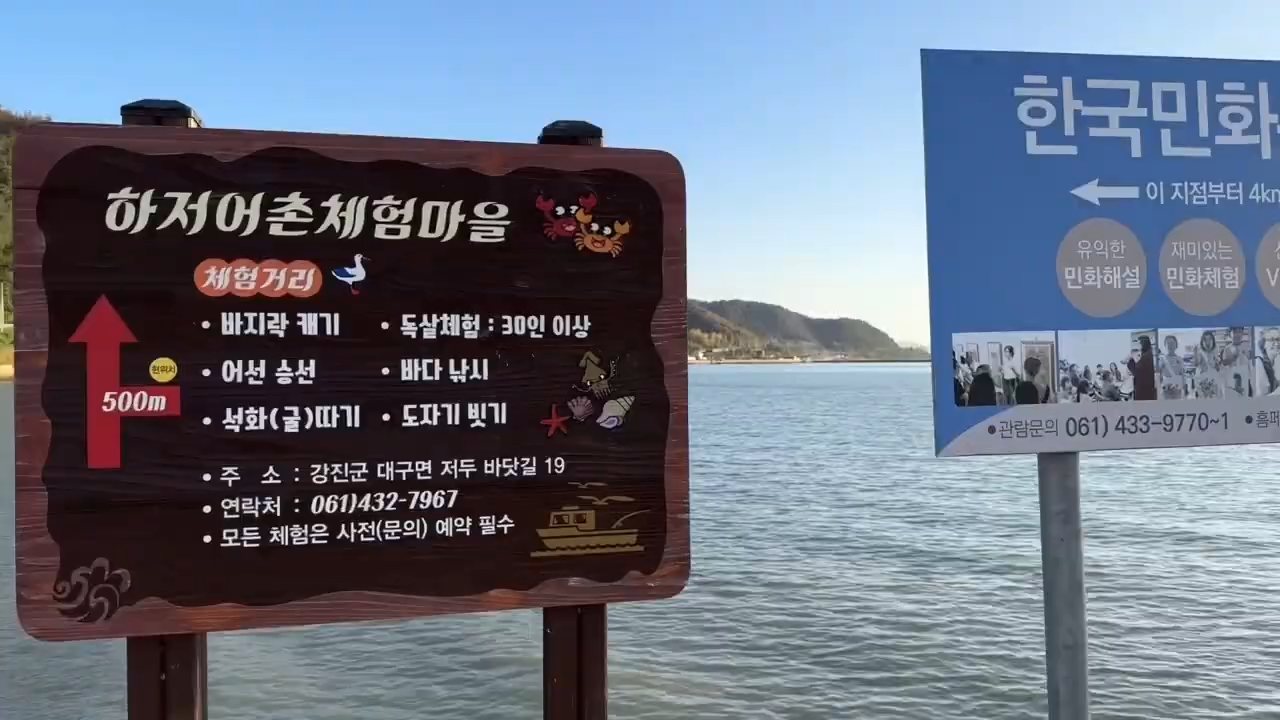 하저어촌체험마을
체험거리
• 바지락 캐기 • 독살체험 : 30인 이상
• 어선 승선 • 바다 낚시
• 석화(굴)따기 • 도자기 빗기
현위치
500m
• 주 소 : 강진군 대구면 저두 바닷길 19
• 연락처 : 061)432-7967
• 모든 체험은 사전(문의) 예약 필수
한국민화
이 지점부터 4km
유익한
민화해설
재미있는
민화체험
•관람문의 061) 433-9770~1 •홈페